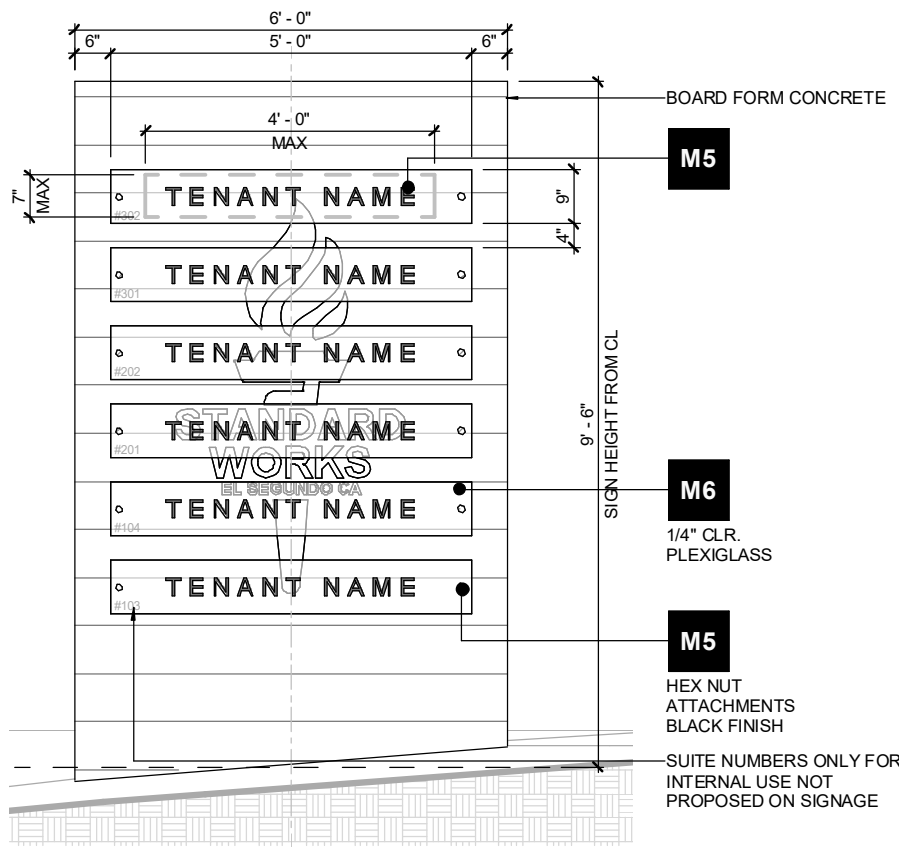 6' - 0"
6"
5' - 0"
6"
BOARD FORM CONCRETE
4' - 0"
MAX
M5
7"
MAX
TENANT NAME
9"
#302
4"
TENANT NAME
#301
TENANT NAME
#202
STANDARD
TENANT NAME
#201
WORKS
EL SEGUNDO CA
TENANT NAME
#104
TENANT NAME
#103
9' - 6"
SIGN HEIGHT FROM CL
M6
1/4" CLR.
PLEXIGLASS
M5
HEX NUT
ATTACHMENTS
BLACK FINISH
SUITE NUMBERS ONLY FOR
INTERNAL USE NOT
PROPOSED ON SIGNAGE